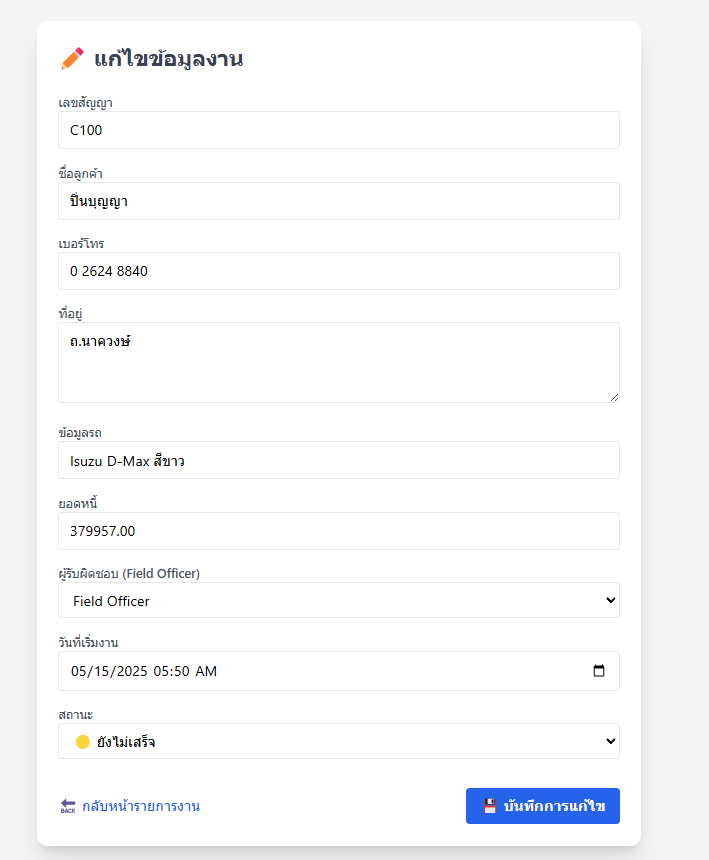 แก้ไขข้อมูลงาน
เลขสัญญา
C100
ชื่อลูกค้า
ปิ่นบุญญา
เบอร์โทร
0 2624 8840
ที่อยู่
ถ.นาควงษ์
ข้อมูลรถ
Isuzu D-Max สีขาว
ยอดหนี้
379957.00
ผู้รับผิดชอบ (Field Officer)
Field Officer
วันที่เริ่มงาน
05/15/2025 05:50 AM
สถานะ
ยังไม่เสร็จ
BACK กลับหน้ารายการงาน
บันทึกการแก้ไข